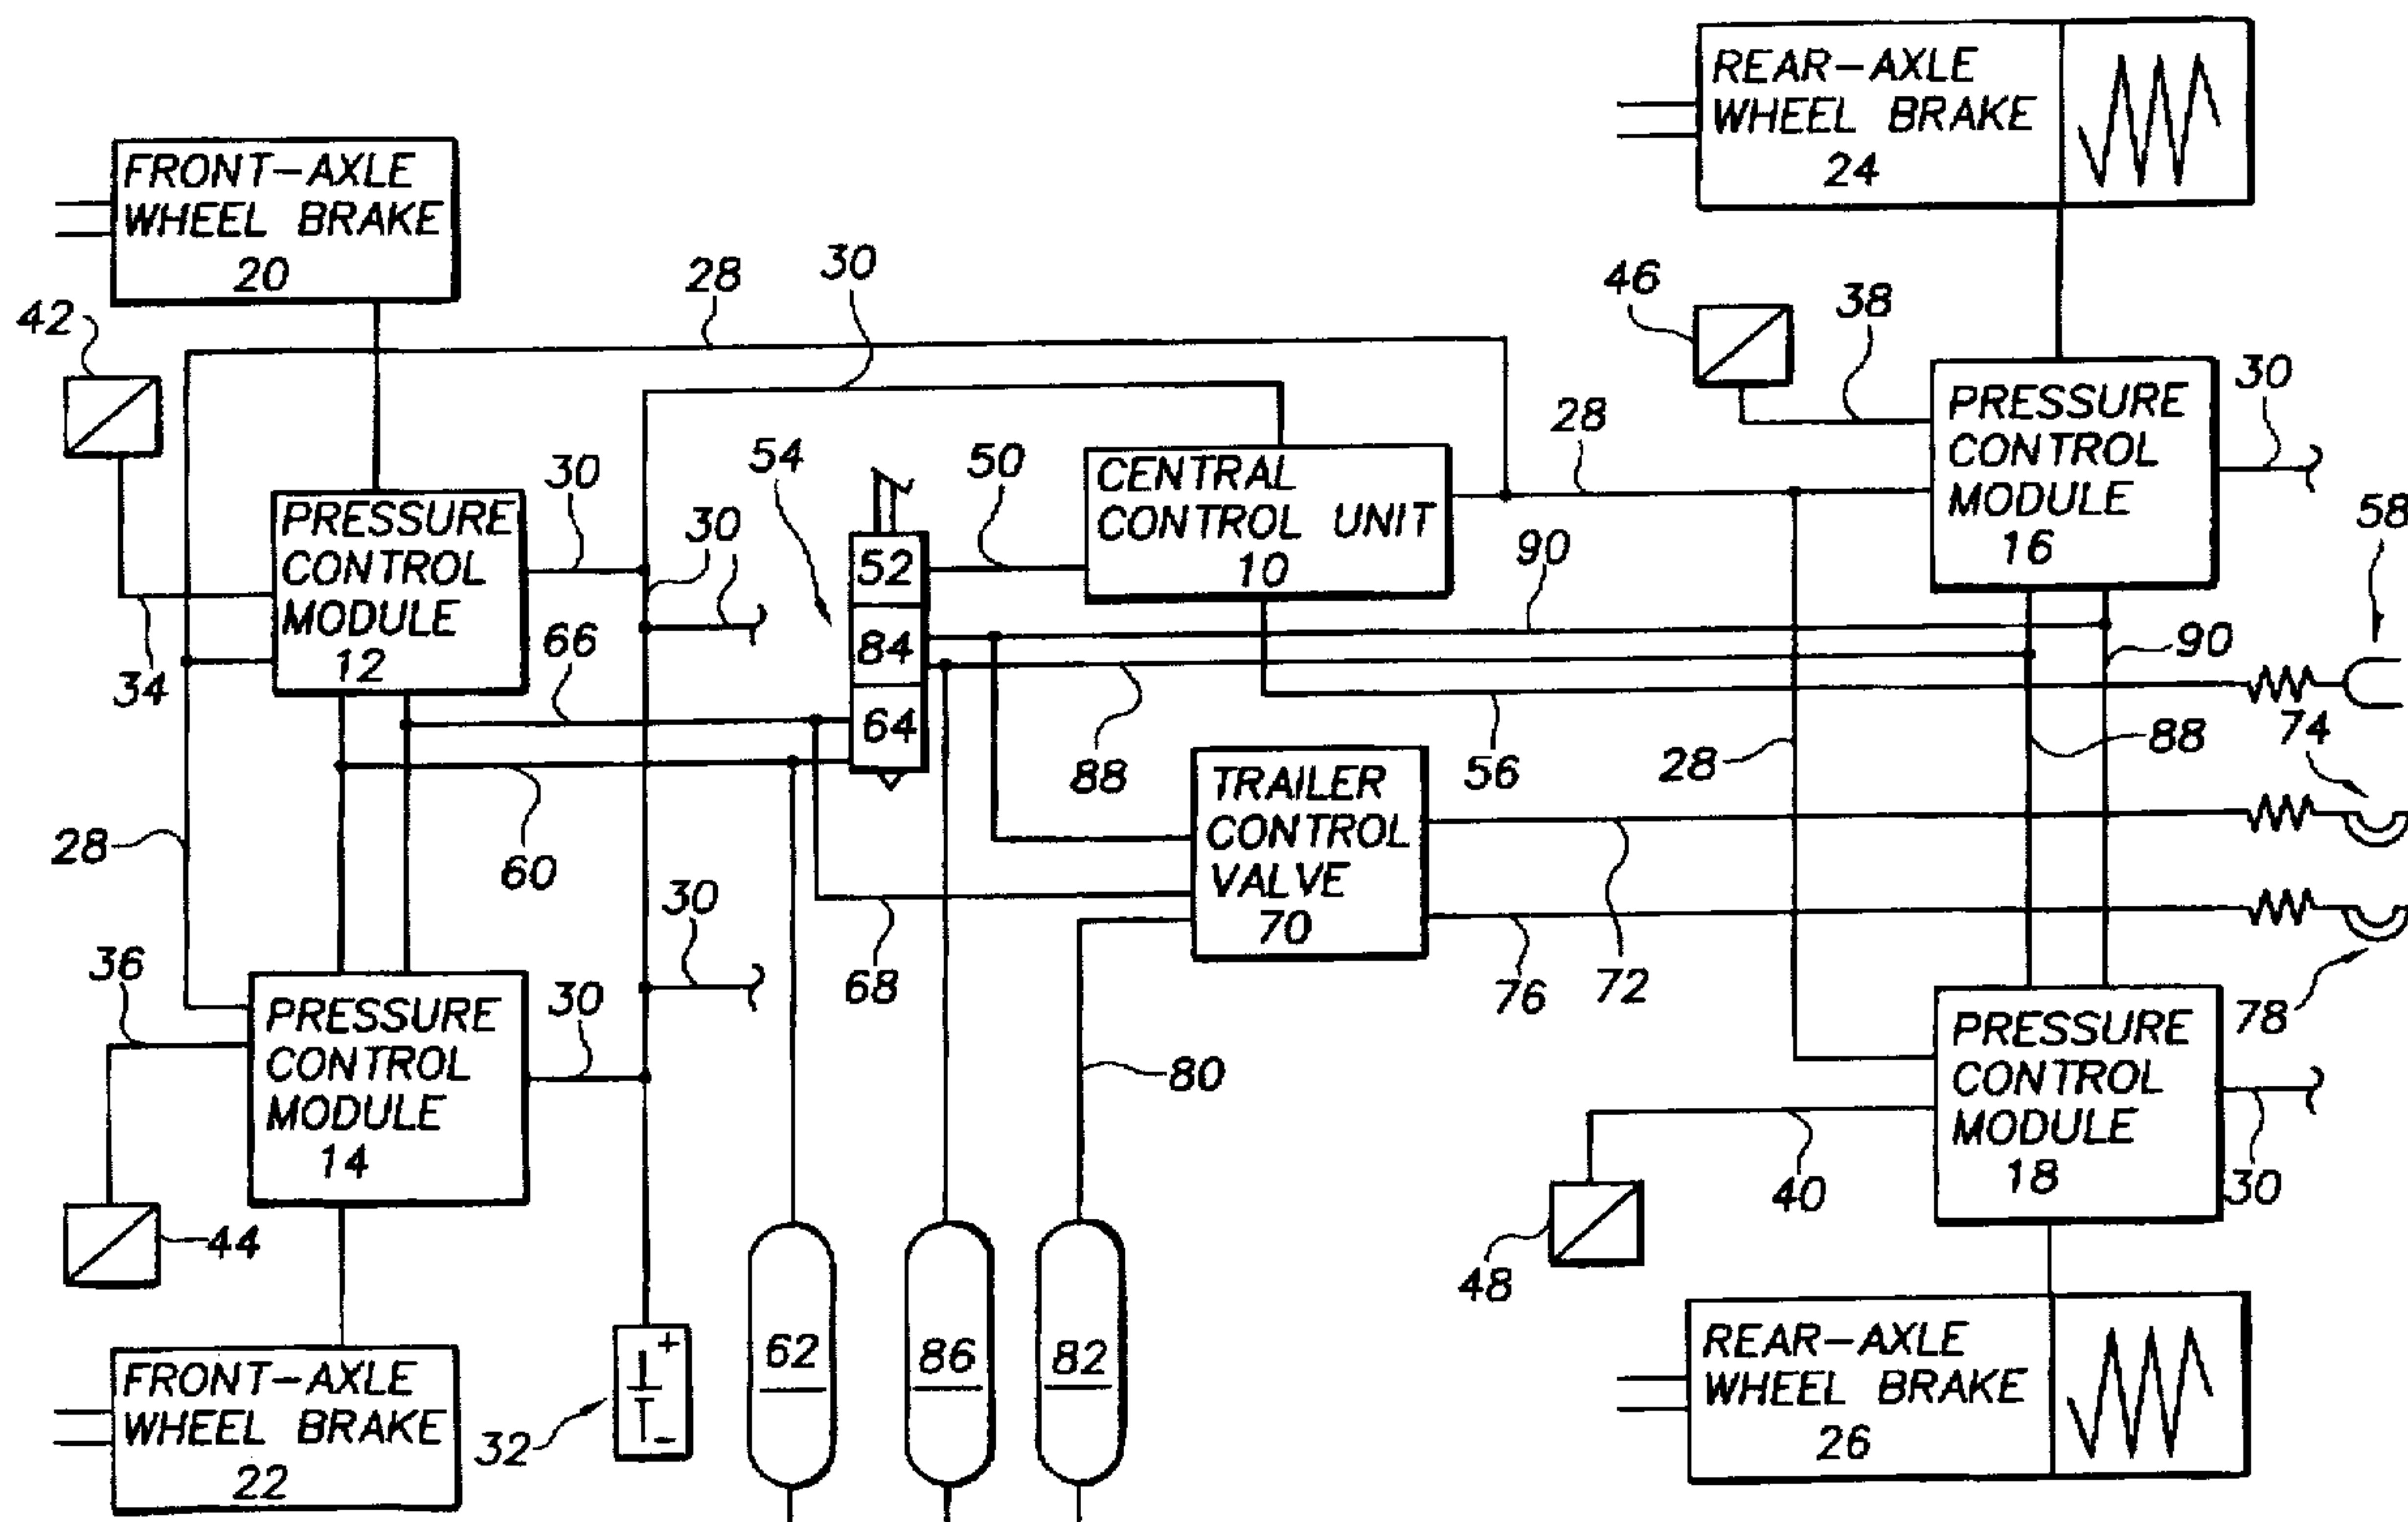 REAR-AXLE
WHEEL BRAKE
24
FRONT-AXLE
WHEEL BRAKE
20
28
30
46
38
42
30
PRESSURE
CONTROL
MODULE
16
54
50
28
CENTRAL
CONTROL UNIT
10
30
30
58
PRESSURE
CONTROL
MODULE
12
52
84
64
90
66
90
34
88
56
28
88
74
TRAILER
CONTROL
VALVE
70
28
60
30
36
68
76
72
78
30
PRESSURE
CONTROL
MODULE
14
PRESSURE
CONTROL
MODULE
18
80
40
30
44
48
62
86
82
+
-
32
FRONT-AXLE
WHEEL BRAKE
22
REAR-AXLE
WHEEL BRAKE
26